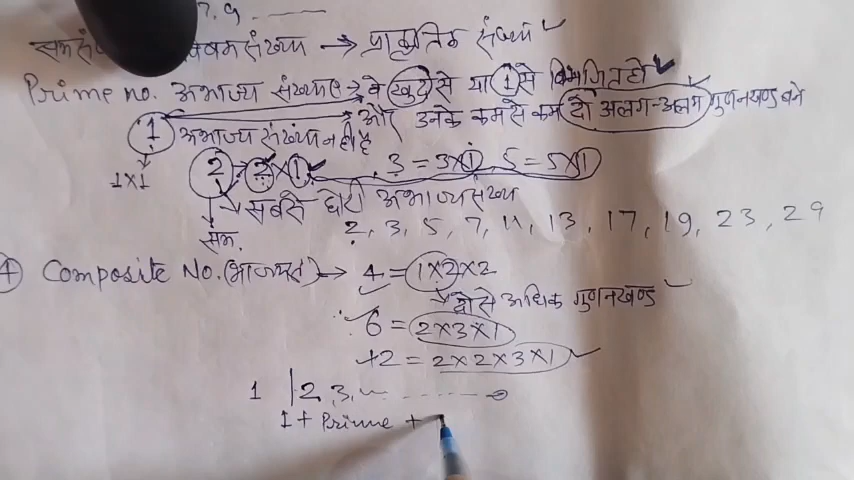 7, 9
विषम संख्या → प्राकृतिक संख्या ✓
Prime no. अभाज्य संख्याएं → वे खुद से या 1 से विभाजित हो ✓
और उनके कम से कम दो अलग-अलग गुणनखण्ड बने
1 अभाज्य संख्या नही है
1×1
2 = 2×1, 3 = 3×1, 5 = 5×1
→ सबसे छोटी अभाज्य संख्या
सम.
2, 3, 5, 7, 11, 13, 17, 19, 23, 29
4 Composite No. → 4 = 1×2×2
→ दो से अधिक गुणनखण्ड
6 = 2×3×1
12 = 2×2×3×1 ✓
1 | 2, 3,
1 + Prime +